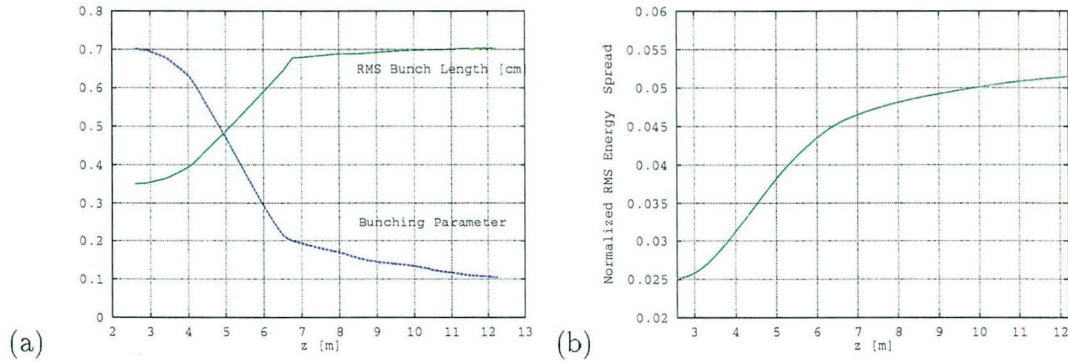 0.8
0.7
0.6
0.5
0.4
0.3
0.2
0.1
0
RMS Bunch Length [cm]
Bunching Parameter
2 3 4 5 6 7 8 9 10 11 12 13
z [m]
(a)
0.06
0.055
0.05
0.045
0.04
0.035
0.03
0.025
0.02
Normalized RMS Energy Spread
3 4 5 6 7 8 9 10 11 12
z [m]
(b)